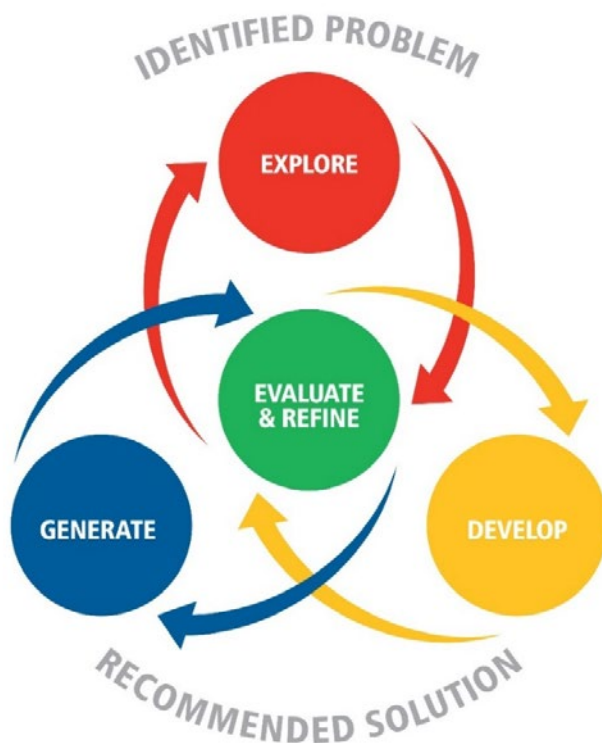 IDENTIFIED PROBLEM
EXPLORE
EVALUATE
& REFINE
GENERATE
DEVELOP
RECOMMENDED SOLUTION